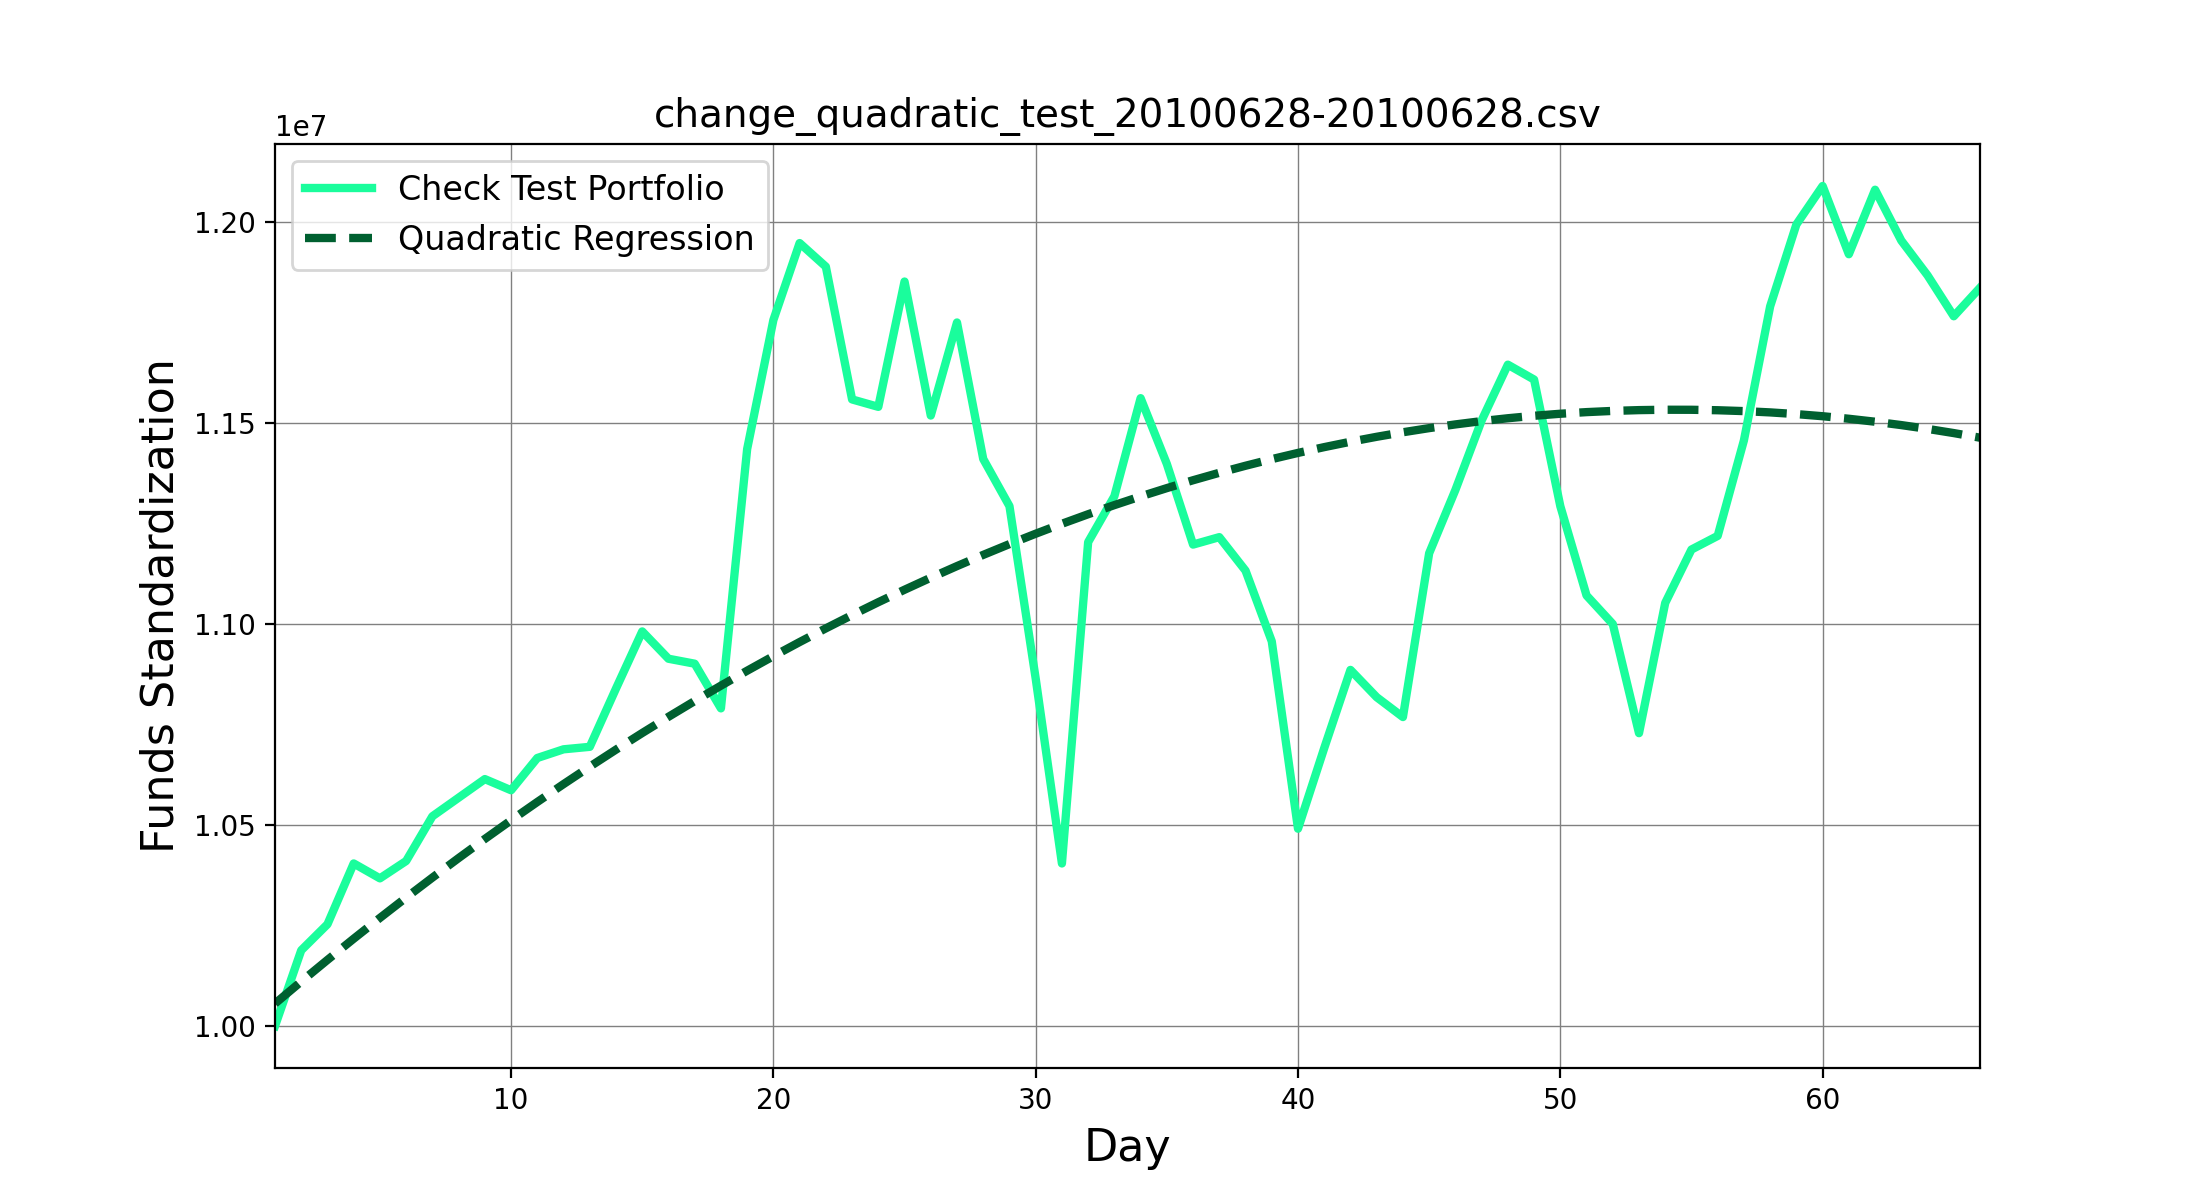 change_quadratic_test_20100628-20100628.csv
1e7
Check Test Portfolio
Quadratic Regression
1.20
1.15
1.10
1.05
1.00
Funds Standardization
10 20 30 40 50 60
Day